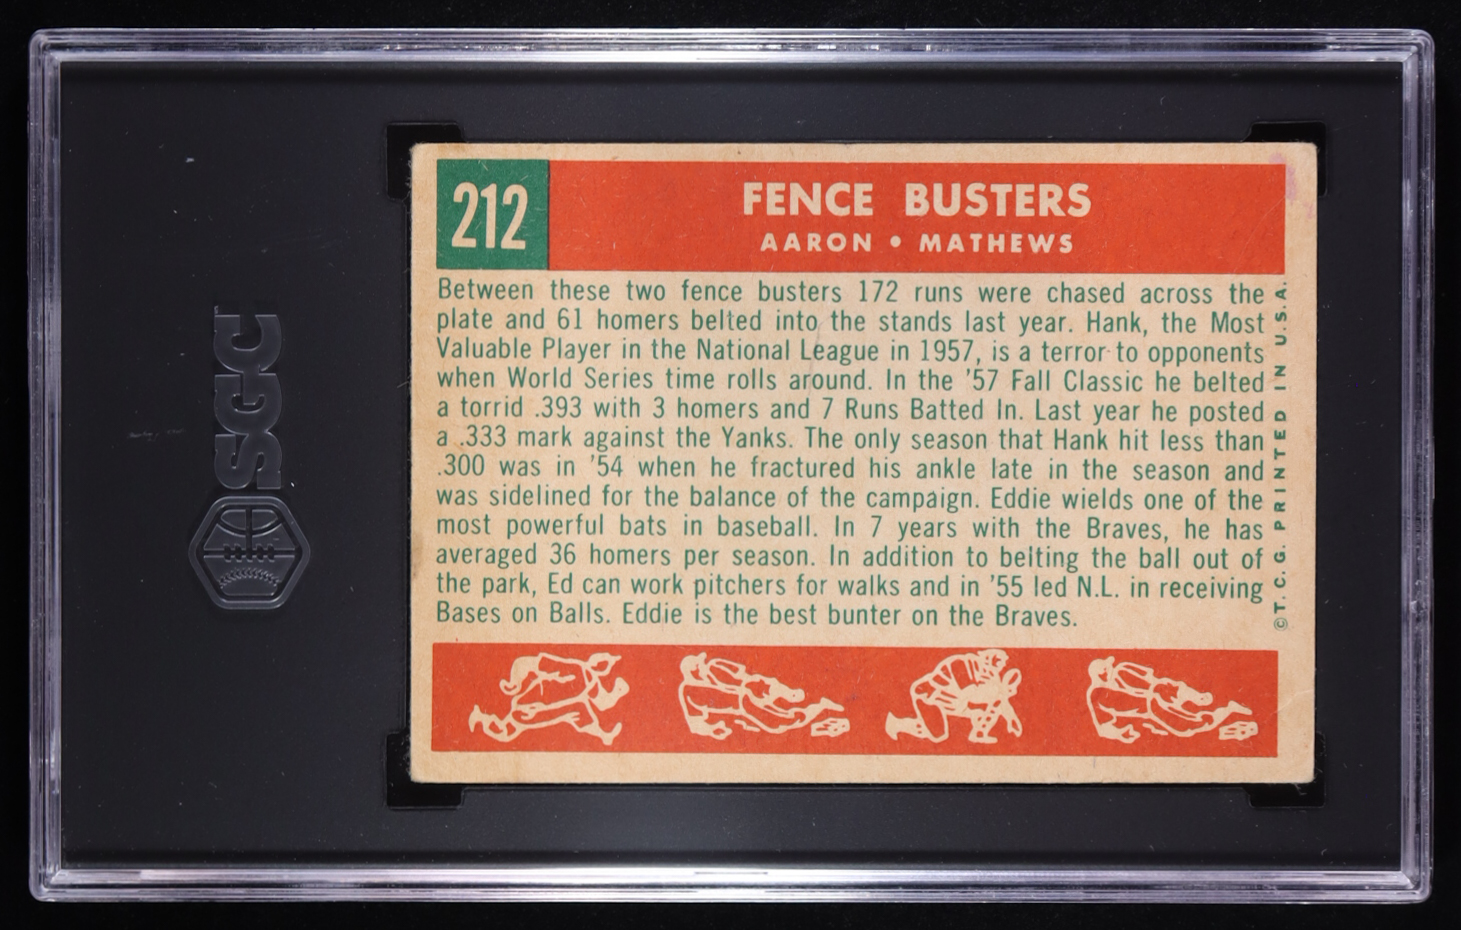 SGC
212
FENCE BUSTERS
AARON • MATHEWS
Between these two fence busters 172 runs were chased across the
plate and 61 homers belted into the stands last year. Hank, the Most
Valuable Player in the National League in 1957, is a terror to opponents
when World Series time rolls around. In the '57 Fall Classic he belted
a torrid .393 with 3 homers and 7 Runs Batted In. Last year he posted
a .333 mark against the Yanks. The only season that Hank hit less than
.300 was in '54 when he fractured his ankle late in the season and
was sidelined for the balance of the campaign. Eddie wields one of the
most powerful bats in baseball. In 7 years with the Braves, he has
averaged 36 homers per season. In addition to belting the ball out of
the park, Ed can work pitchers for walks and in '55 led N.L. in receiving
Bases on Balls. Eddie is the best bunter on the Braves.
©T.C.G. PRINTED IN U.S.A.